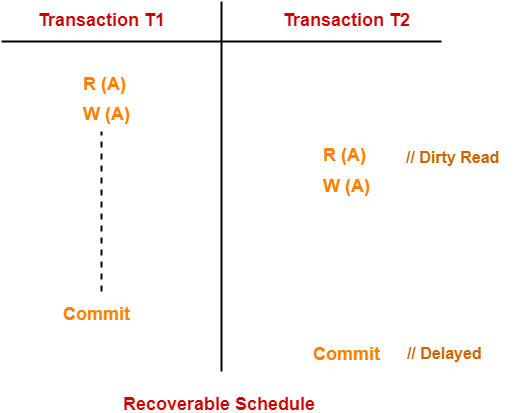 Transaction T1 Transaction T2
R (A)
W (A)
R (A) // Dirty Read
W (A)
Commit
Commit // Delayed
Recoverable Schedule